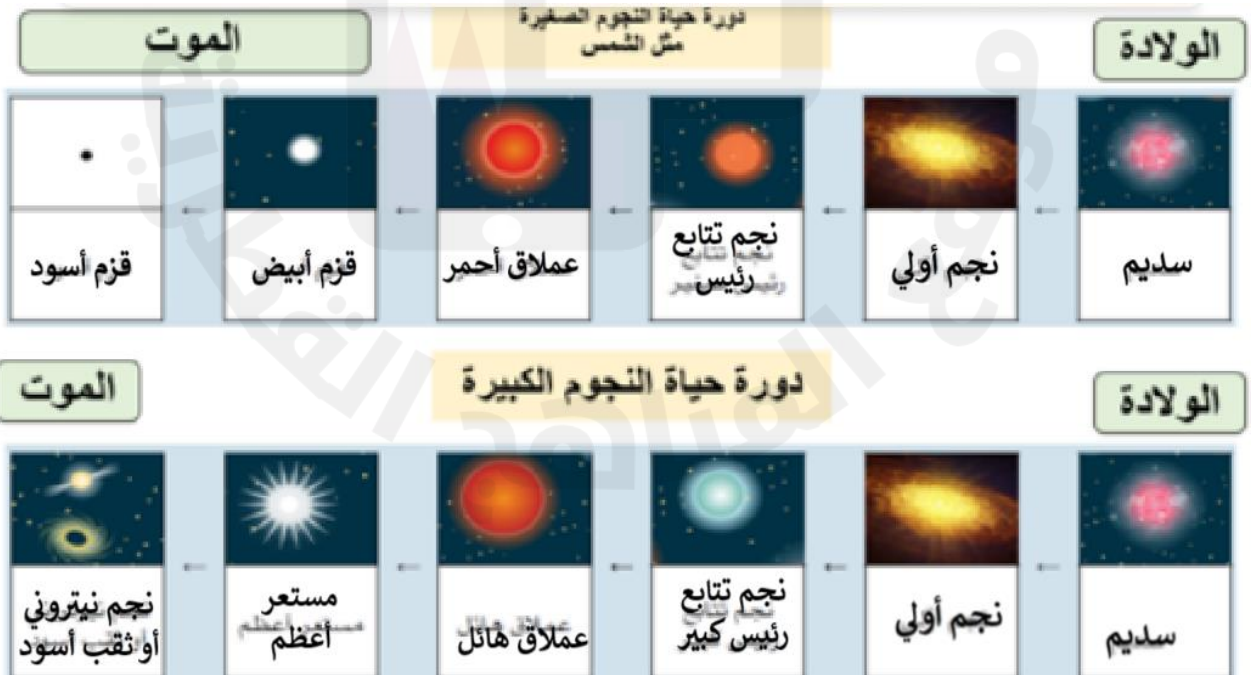 دورة حياة النجوم الصغيرة
مثل الشمس
الولادة
الموت
سديم
نجم أولي
نجم تتابع
رئيس
عملاق أحمر
قزم أبيض
قزم أسود
دورة حياة النجوم الكبيرة
الولادة
الموت
سديم
نجم أولي
نجم تتابع
رئيس كبير
عملاق هائل
مستعر
أعظم
نجم نيتروني
أو ثقب أسود
موقع المناهج